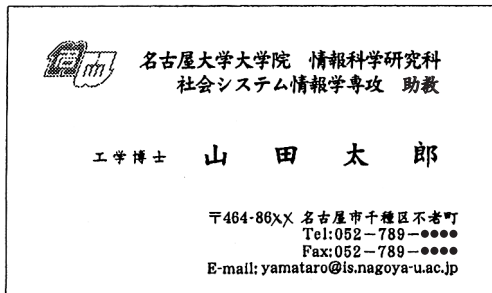 名古屋大学大学院　情報科学研究科
社会システム情報学専攻　助教
工学博士　山　田　太　郎
〒464-86XX 名古屋市千種区不老町
Tel:052－789－●●●●
Fax:052－789－●●●●
E-mail: yamataro@is.nagoya-u.ac.jp